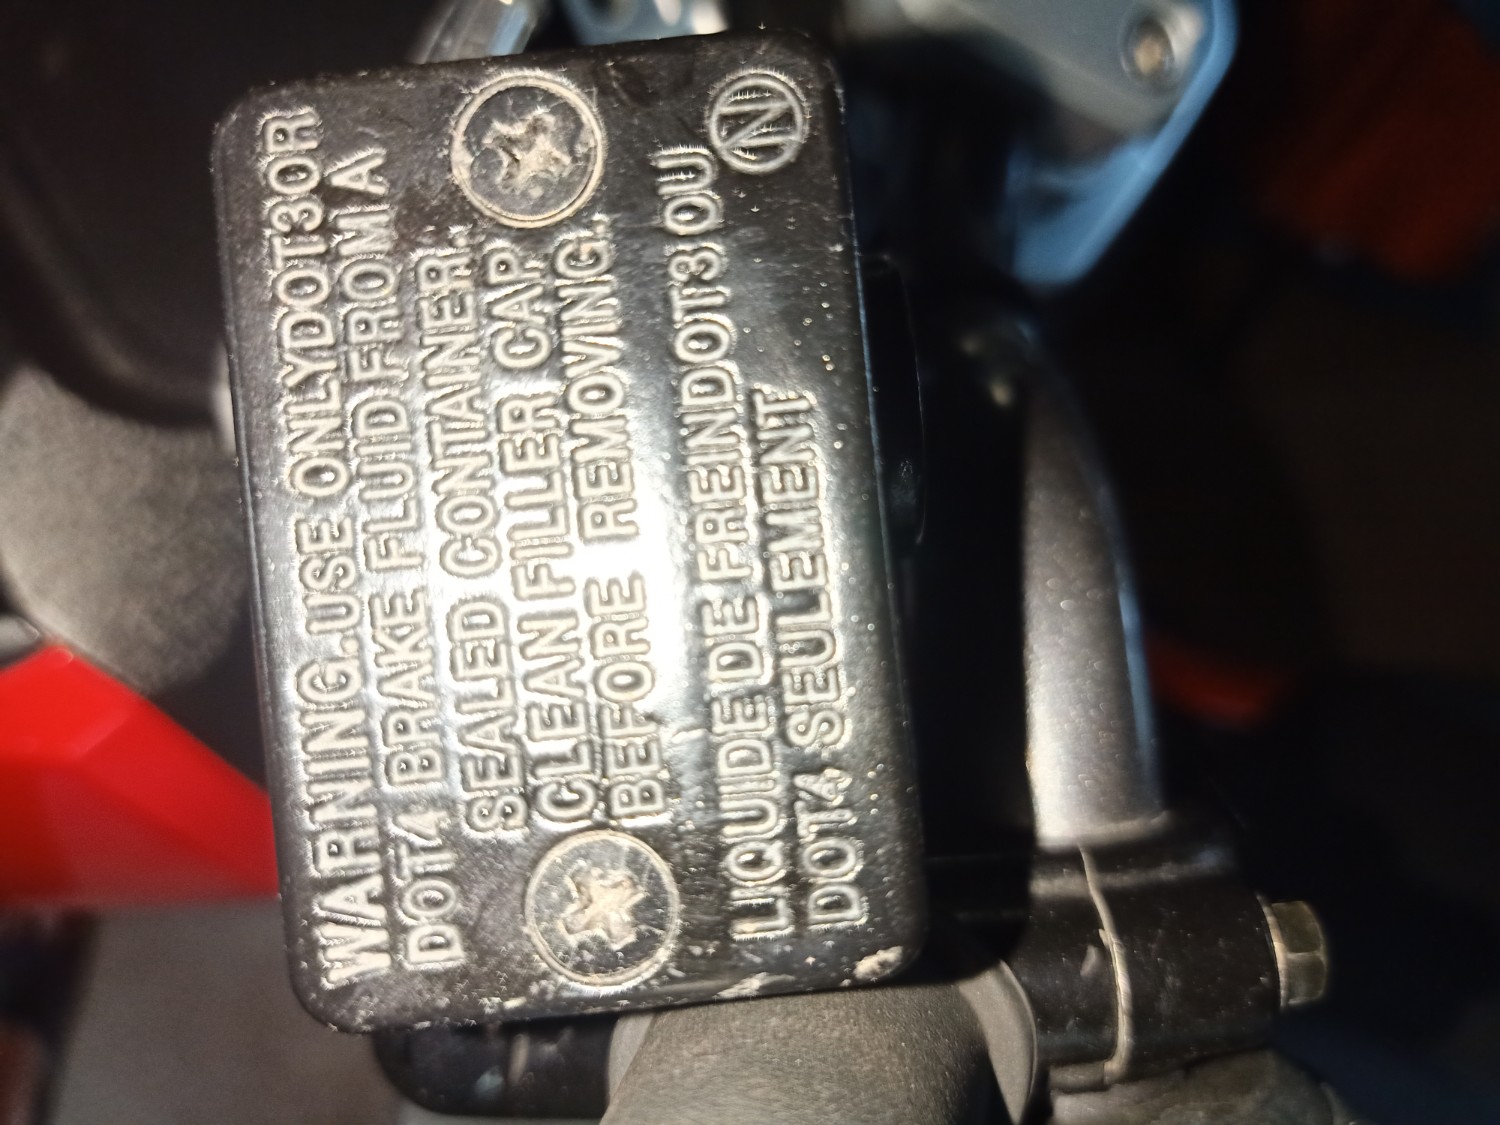 WARNING.USE ONLYDOT3OR
DOT4 BRAKE FLUID FROM A
SEALED CONTAINER.
CLEAN FILLER CAP
BEFORE REMOVING.
LIQUIDE DE FREINDOT3 OU
DOT4 SEULEMENT
N